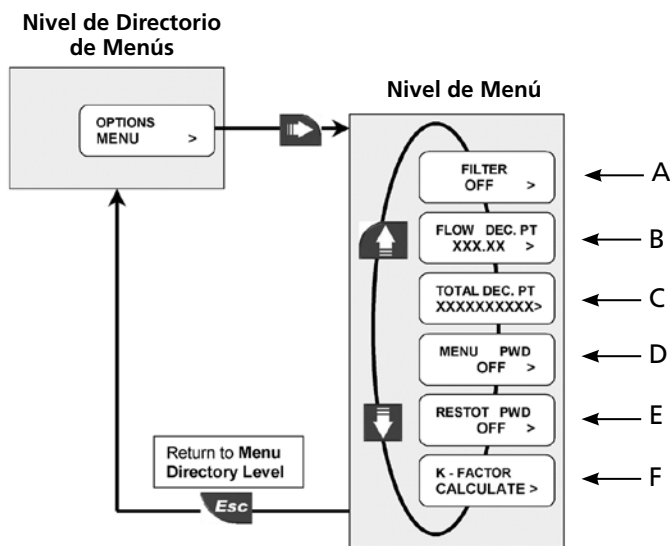 Nivel de Directorio
de Menús
OPTIONS
MENU >
Nivel de Menú
FILTER
OFF >
A
FLOW DEC. PT
XXX.XX >
B
TOTAL DEC. PT
XXXXXXXXXX>
C
MENU PWD
OFF >
D
RESTOT PWD
OFF >
E
K - FACTOR
CALCULATE >
F
Return to Menu
Directory Level
Esc